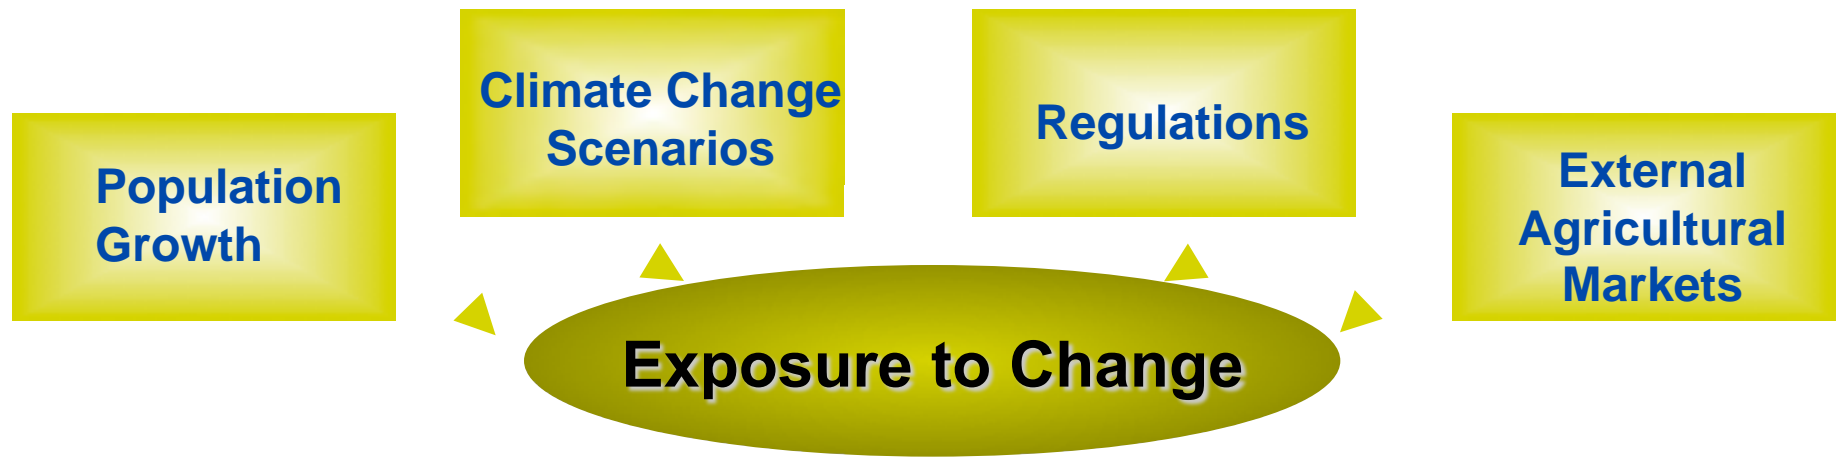 Population
Growth
Climate Change
Scenarios
Regulations
External
Agricultural
Markets
Exposure to Change